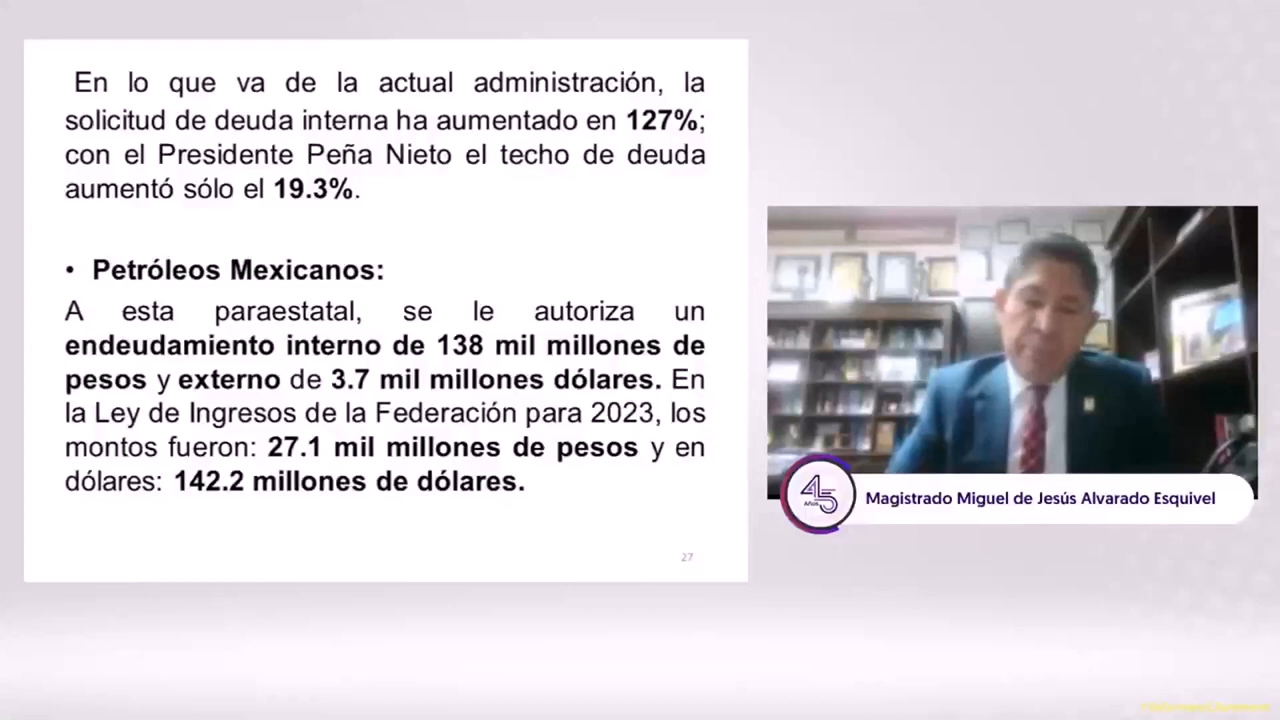 En lo que va de la actual administración, la
solicitud de deuda interna ha aumentado en 127%;
con el Presidente Peña Nieto el techo de deuda
aumentó sólo el 19.3%.
• Petróleos Mexicanos:
A esta paraestatal, se le autoriza un
endeudamiento interno de 138 mil millones de
pesos y externo de 3.7 mil millones dólares. En
la Ley de Ingresos de la Federación para 2023, los
montos fueron: 27.1 mil millones de pesos y en
dólares: 142.2 millones de dólares.
27
45
Años
Magistrado Miguel de Jesús Alvarado Esquivel